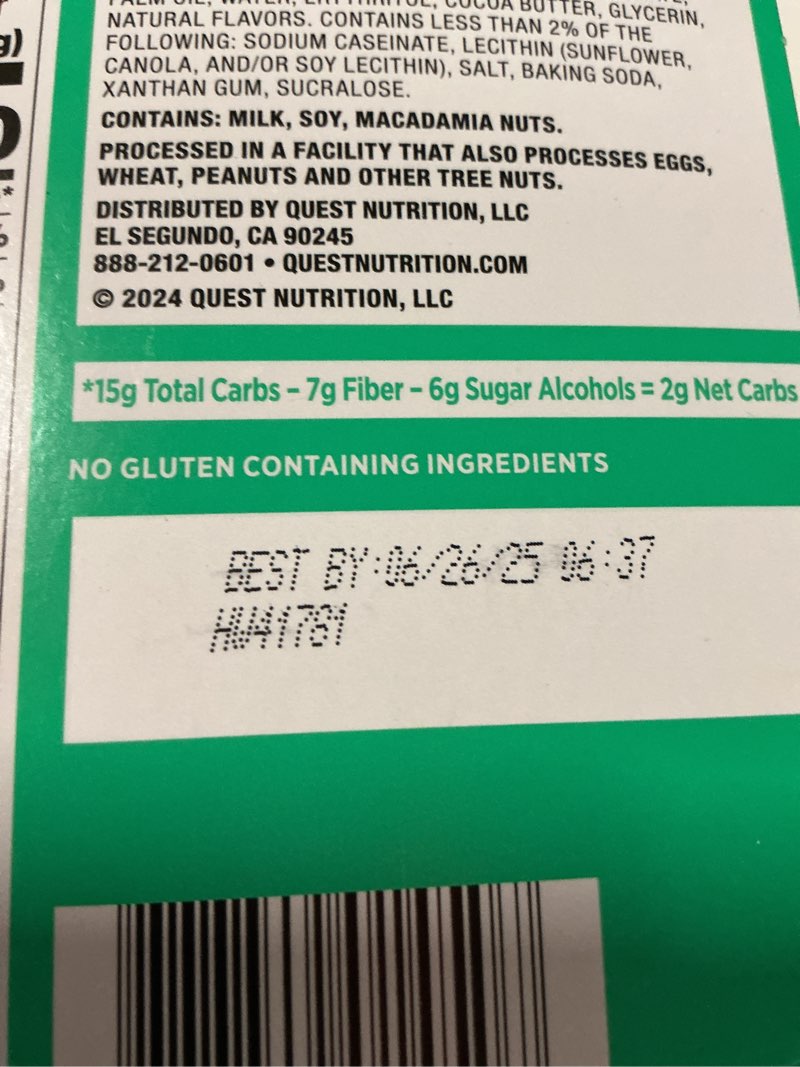 COCOA BUTTER, GLYCERIN,
NATURAL FLAVORS. CONTAINS LESS THAN 2% OF THE
FOLLOWING: SODIUM CASEINATE, LECITHIN (SUNFLOWER,
CANOLA, AND/OR SOY LECITHIN), SALT, BAKING SODA,
XANTHAN GUM, SUCRALOSE.
CONTAINS: MILK, SOY, MACADAMIA NUTS.
PROCESSED IN A FACILITY THAT ALSO PROCESSES EGGS,
WHEAT, PEANUTS AND OTHER TREE NUTS.
DISTRIBUTED BY QUEST NUTRITION, LLC
EL SEGUNDO, CA 90245
888-212-0601 • QUESTNUTRITION.COM
© 2024 QUEST NUTRITION, LLC
*15g Total Carbs – 7g Fiber – 6g Sugar Alcohols = 2g Net Carbs
NO GLUTEN CONTAINING INGREDIENTS
BEST BY:06/26/25 06:37
HWA1781